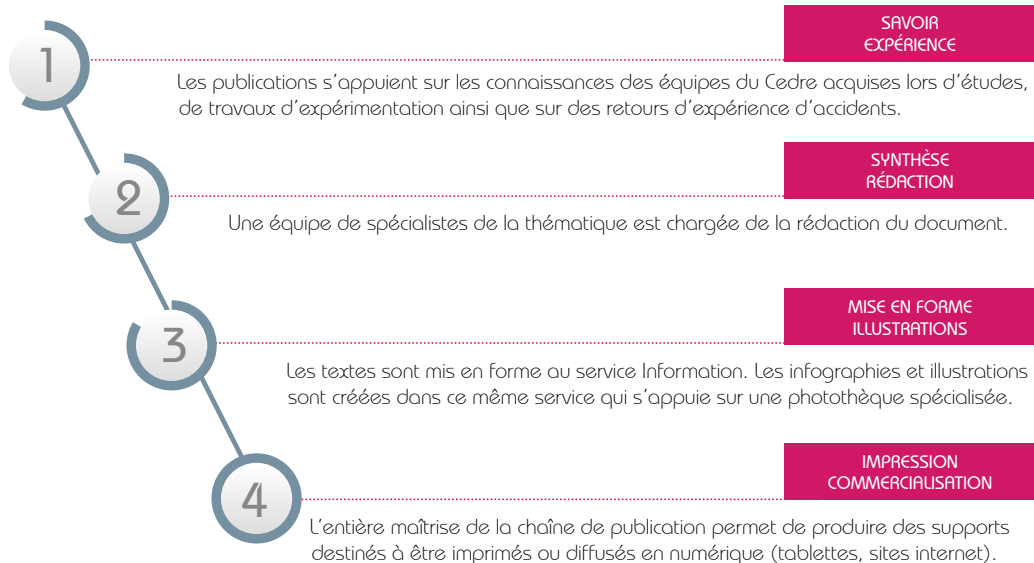 1
SAVOIR
EXPÉRIENCE
Les publications s'appuient sur les connaissances des équipes du Cedre acquises lors d'études,
de travaux d'expérimentation ainsi que sur des retours d'expérience d'accidents.
2
SYNTHÈSE
RÉDACTION
Une équipe de spécialistes de la thématique est chargée de la rédaction du document.
3
MISE EN FORME
ILLUSTRATIONS
Les textes sont mis en forme au service Information. Les infographies et illustrations
sont créées dans ce même service qui s'appuie sur une photothèque spécialisée.
4
IMPRESSION
COMMERCIALISATION
L'entière maîtrise de la chaîne de publication permet de produire des supports
destinés à être imprimés ou diffusés en numérique (tablettes, sites internet).